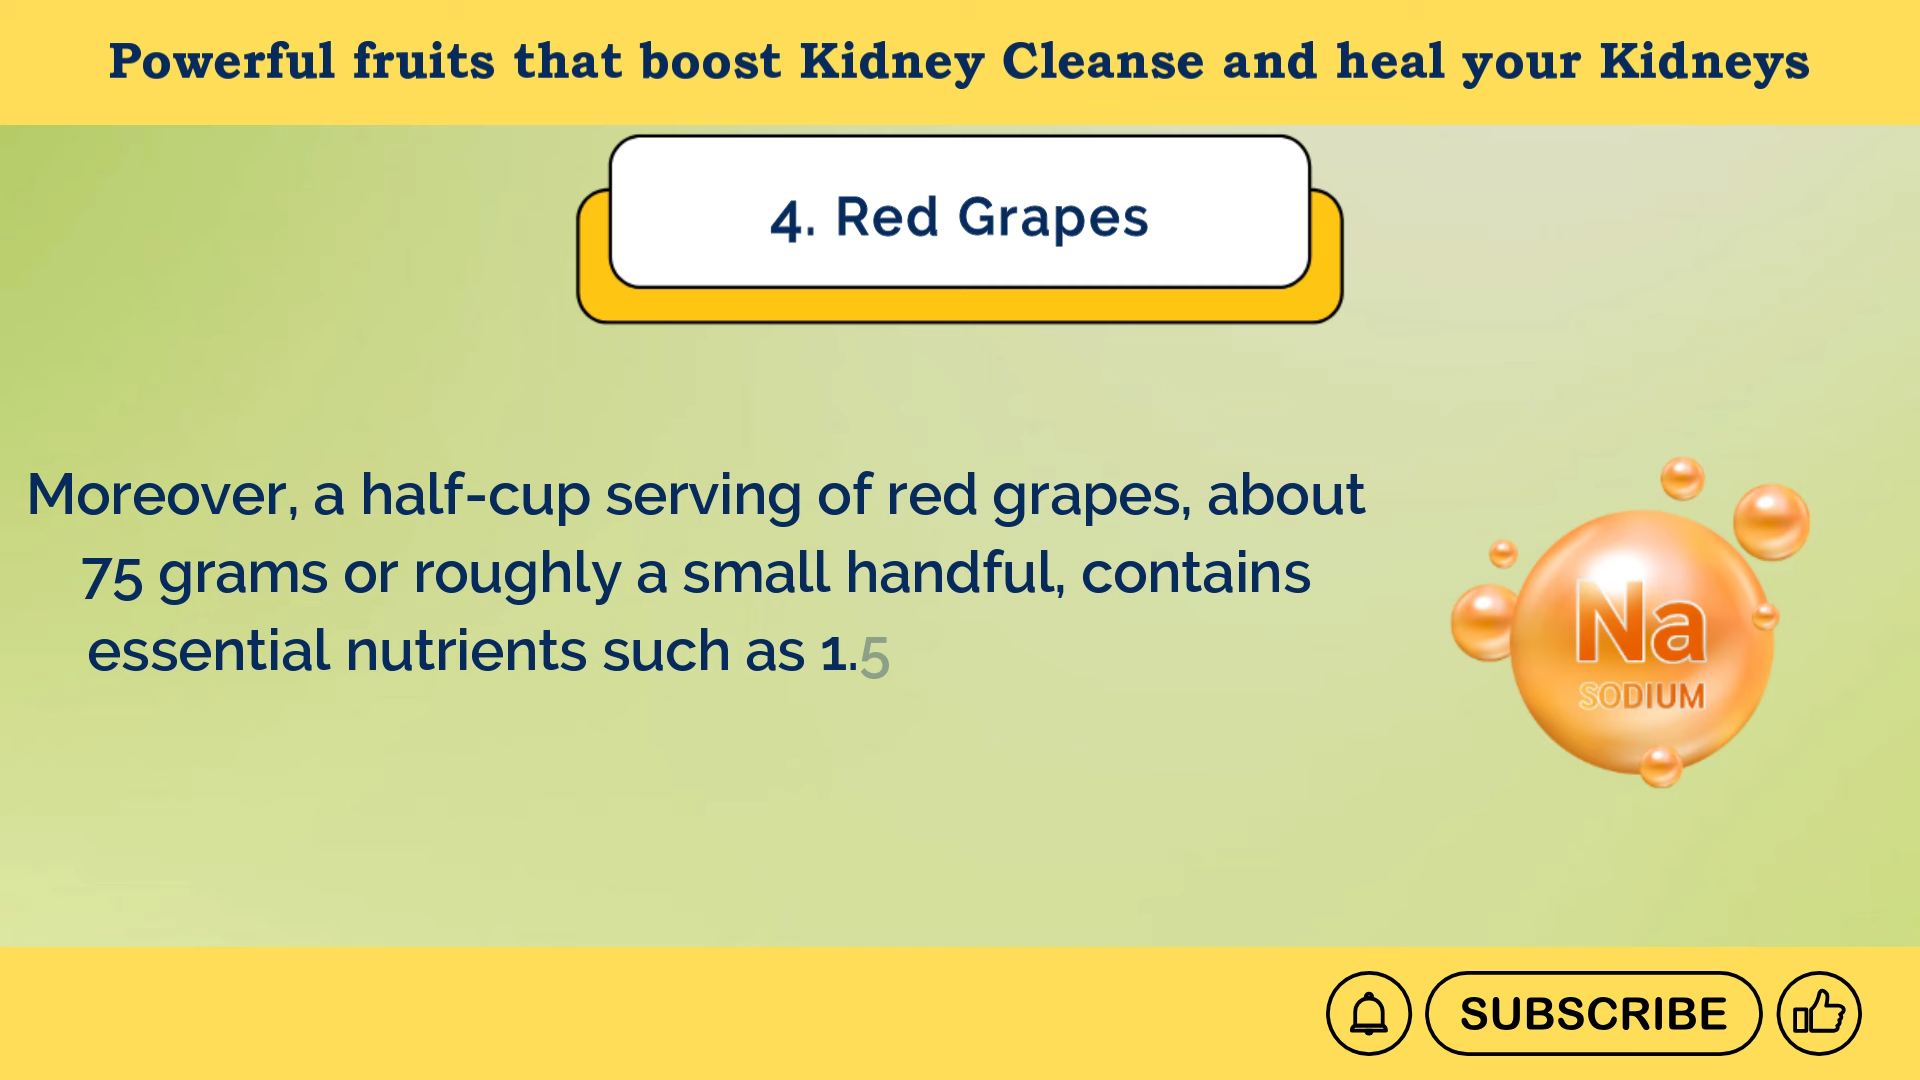 Powerful fruits that boost Kidney Cleanse and heal your Kidneys
4. Red Grapes
Moreover, a half-cup serving of red grapes, about
75 grams or roughly a small handful, contains
essential nutrients such as 1.5
Na
SODIUM
SUBSCRIBE